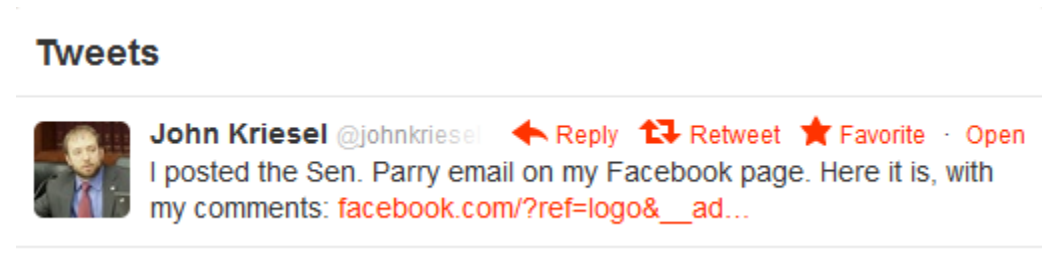 Tweets
John Kriesel @johnkriesel Reply Retweet Favorite · Open
I posted the Sen. Parry email on my Facebook page. Here it is, with
my comments: facebook.com/?ref=logo&__ad...